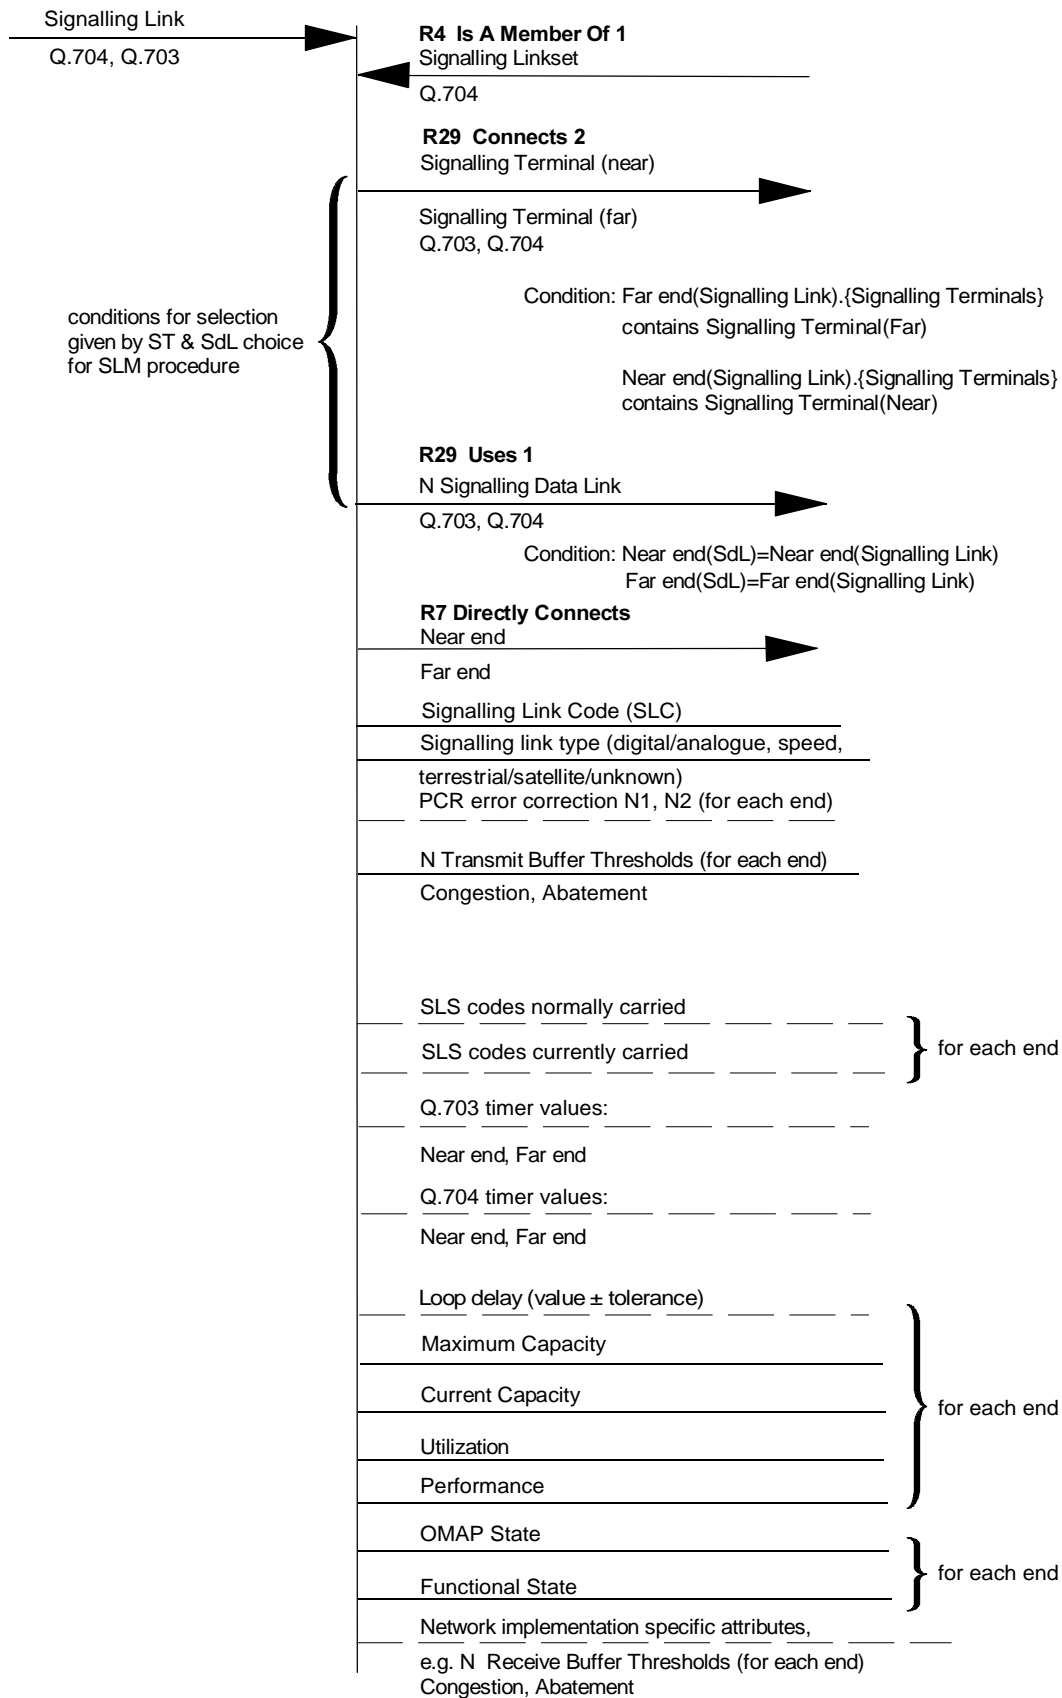 Signalling Link
Q.704, Q.703
R4 Is A Member Of 1
Signalling Linkset
Q.704
R29 Connects 2
Signalling Terminal (near)
Signalling Terminal (far)
Q.703, Q.704
Condition: Far end(Signalling Link).{Signalling Terminals}
contains Signalling Terminal(Far)
Near end(Signalling Link).{Signalling Terminals}
contains Signalling Terminal(Near)
conditions for selection
given by ST & SdL choice
for SLM procedure
R29 Uses 1
N Signalling Data Link
Q.703, Q.704
Condition: Near end(SdL)=Near end(Signalling Link)
Far end(SdL)=Far end(Signalling Link)
R7 Directly Connects
Near end
Far end
Signalling Link Code (SLC)
Signalling link type (digital/analogue, speed,
terrestrial/satellite/unknown)
PCR error correction N1, N2 (for each end)
N Transmit Buffer Thresholds (for each end)
Congestion, Abatement
SLS codes normally carried
SLS codes currently carried
for each end
Q.703 timer values:
Near end, Far end
Q.704 timer values:
Near end, Far end
Loop delay (value ± tolerance)
Maximum Capacity
Current Capacity
for each end
Utilization
Performance
OMAP State
for each end
Functional State
Network implementation specific attributes,
e.g. N Receive Buffer Thresholds (for each end)
Congestion, Abatement